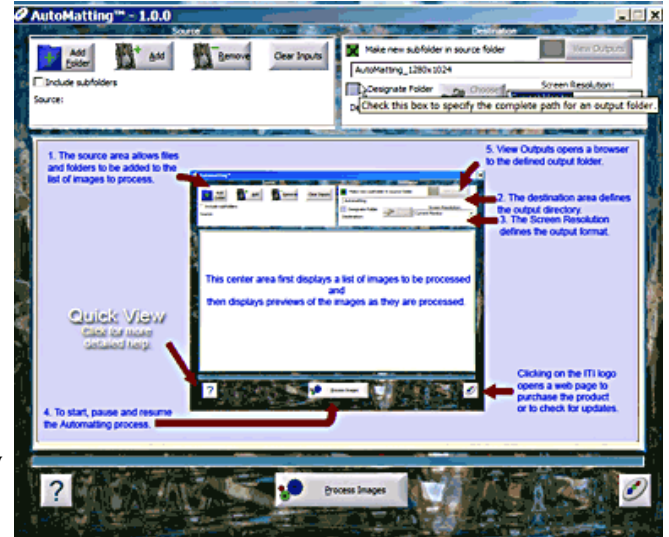 AutoMatting™ - 1.0.0
Source
Destination
Add Folder
Add
Remove
Clear Inputs
Include subfolders
Source:
Make new subfolder in source folder
View Outputs
AutoMatting_1280x1024
Designate Folder
Choose
Screen Resolution:
Check this box to specify the complete path for an output folder.
1. The source area allows files
and folders to be added to the
list of images to process.
5. View Outputs opens a browser
to the defined output folder.
2. The destination area defines
the output directory.
3. The Screen Resolution
defines the output format.
This center area first displays a list of images to be processed
and
then displays previews of the images as they are processed.
Quick View
Click for more
detailed help.
4. To start, pause and resume
the Automatting process.
Clicking on the ITI logo
opens a web page to
purchase the product
or to check for updates.
?
Process Images
?
Process Images